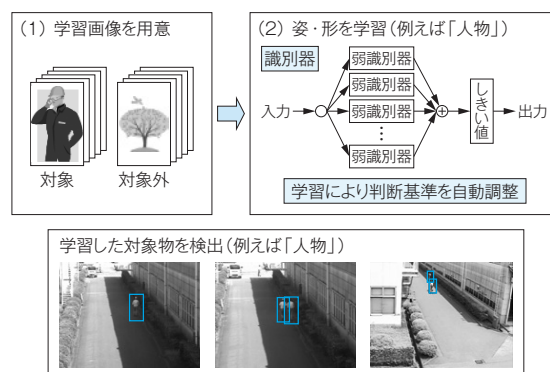 (1) 学習画像を用意
対象
対象外
(2) 姿・形を学習(例えば「人物」)
識別器
入力
弱識別器
弱識別器
弱識別器
⋮
弱識別器
しきい値
出力
学習により判断基準を自動調整
学習した対象物を検出(例えば「人物」)